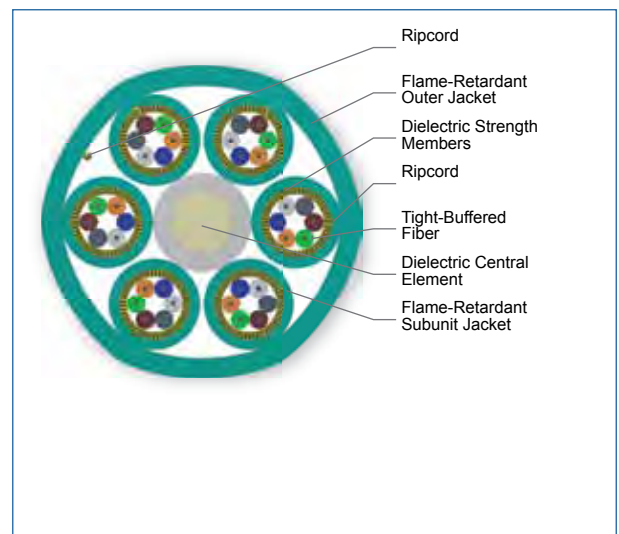 Ripcord
Flame-Retardant
Outer Jacket
Dielectric Strength
Members
Ripcord
Tight-Buffered
Fiber
Dielectric Central
Element
Flame-Retardant
Subunit Jacket